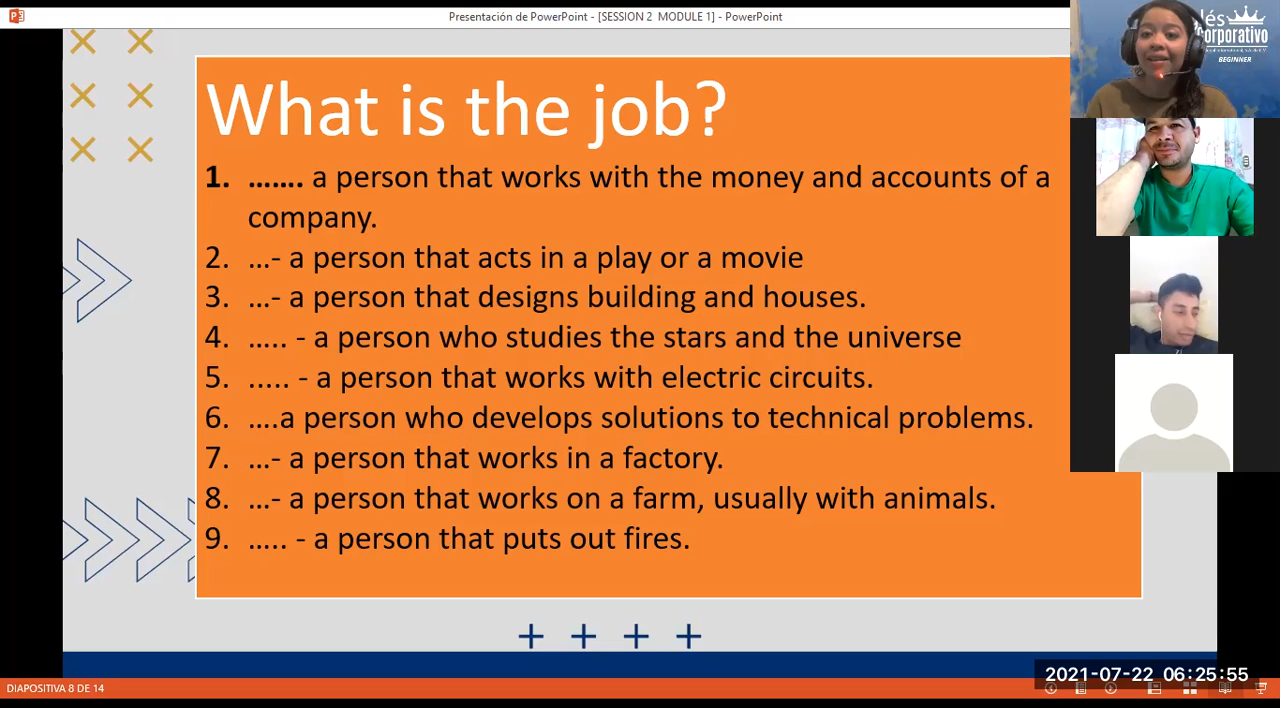 Presentación de PowerPoint - [SESSION 2 MODULE 1] - PowerPoint
What is the job?
1. ....... a person that works with the money and accounts of a
company.
2. ...- a person that acts in a play or a movie
3. ...- a person that designs building and houses.
4. ..... - a person who studies the stars and the universe
5. ..... - a person that works with electric circuits.
6. ....a person who develops solutions to technical problems.
7. ...- a person that works in a factory.
8. ...- a person that works on a farm, usually with animals.
9. ..... - a person that puts out fires.
BEGINNER
2021-07-22 06:25:55
DIAPOSITIVA 8 DE 14